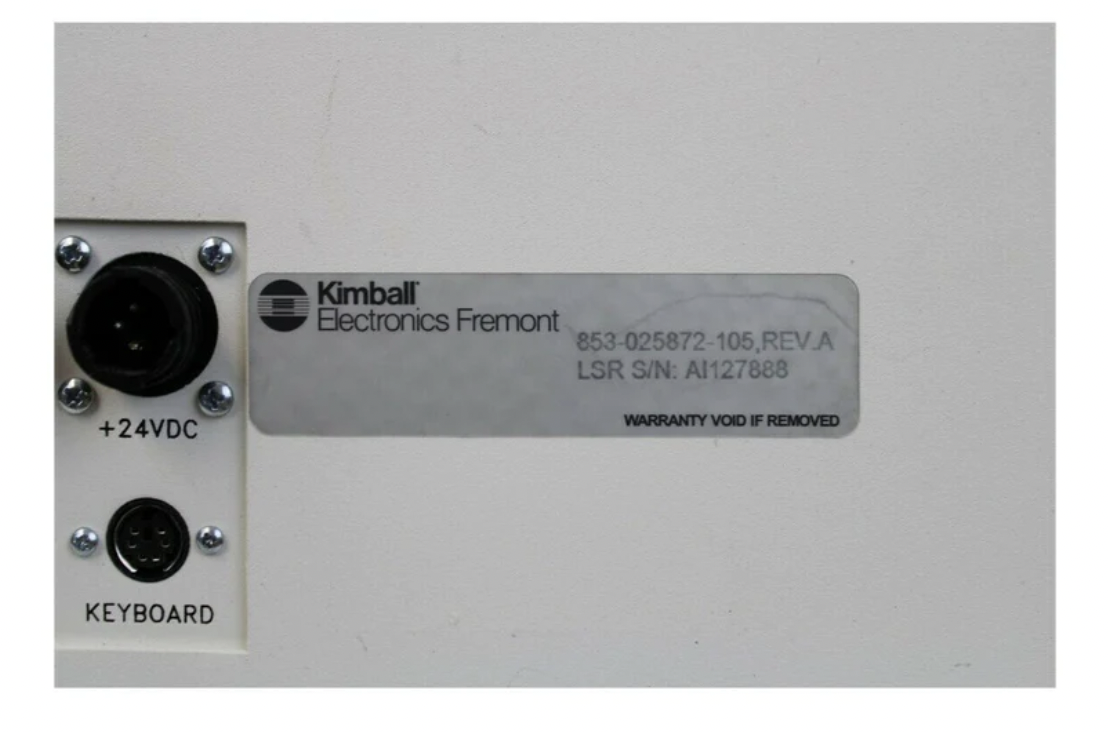 Kimball
Electronics Fremont
853-025872-105,REV.A
LSR S/N: AI127888
WARRANTY VOID IF REMOVED
+24VDC
KEYBOARD